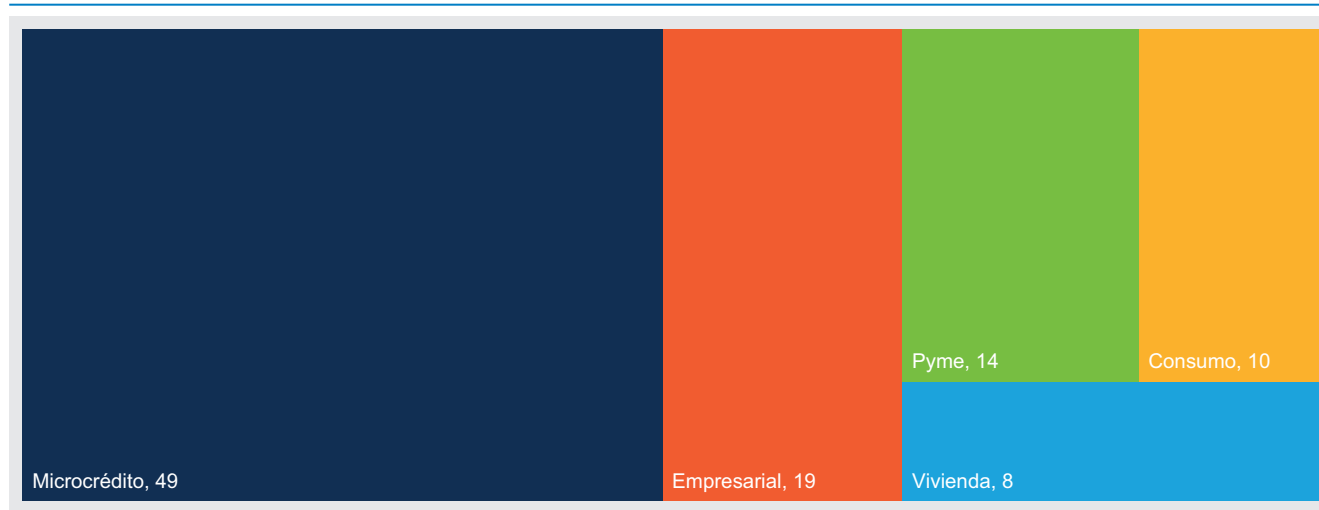 Pyme, 14
Consumo, 10
Microcrédito, 49
Empresarial, 19
Vivienda, 8